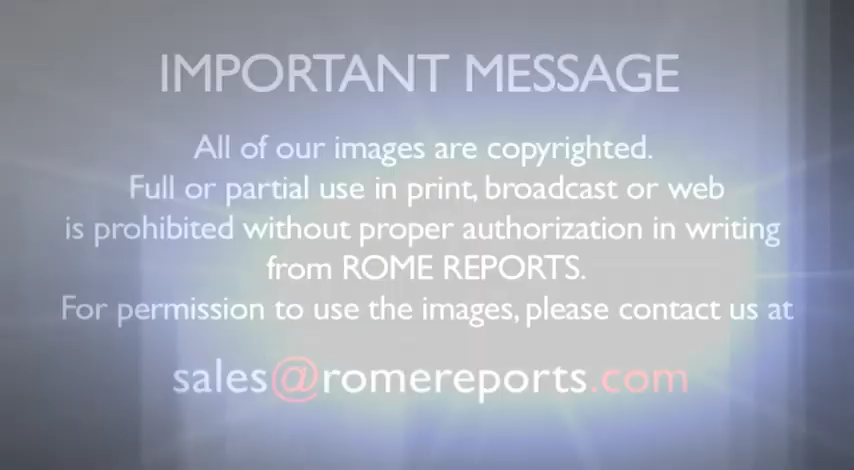 IMPORTANT MESSAGE
All of our images are copyrighted.
Full or partial use in print, broadcast or web
is prohibited without proper authorization in writing
from ROME REPORTS.
For permission to use the images, please contact us at
sales@romereports.com